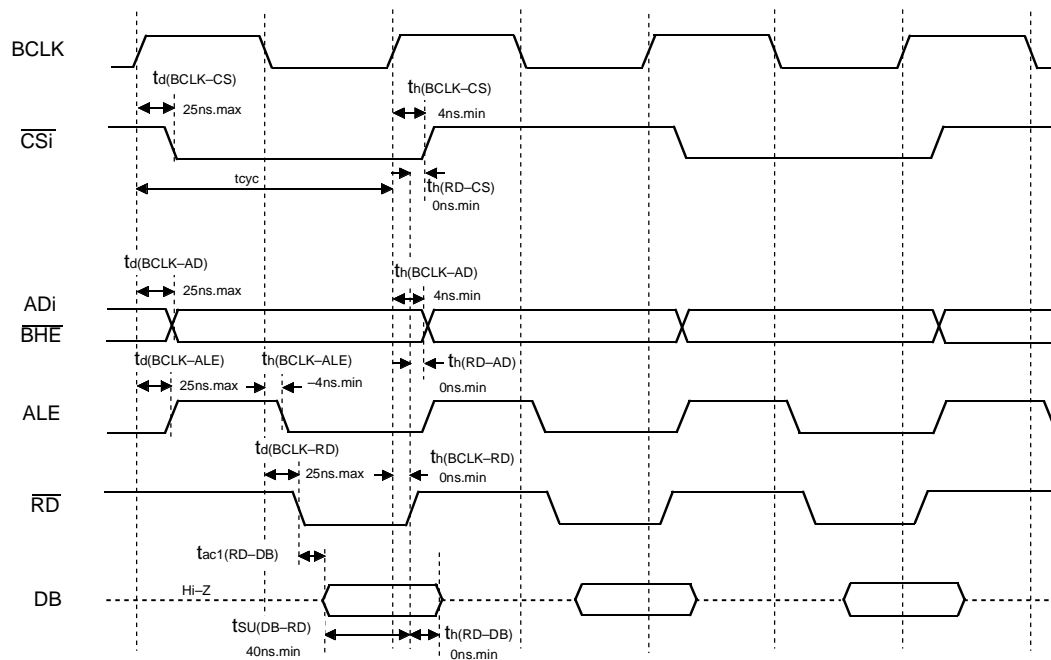 BCLK
td(BCLK–CS)
25ns.max
th(BCLK–CS)
4ns.min
CSi
tcyc
th(RD–CS)
0ns.min
td(BCLK–AD)
25ns.max
th(BCLK–AD)
4ns.min
ADi
BHE
td(BCLK–ALE)
25ns.max
th(BCLK–ALE)
–4ns.min
th(RD–AD)
0ns.min
ALE
td(BCLK–RD)
25ns.max
th(BCLK–RD)
0ns.min
RD
tac1(RD–DB)
Hi–Z
DB
tSU(DB–RD)
40ns.min
th(RD–DB)
0ns.min